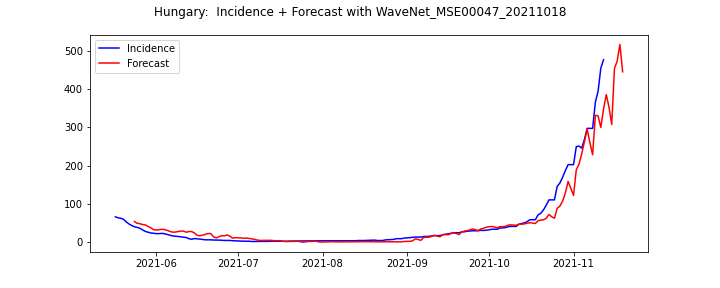 Hungary:  Incidence + Forecast with WaveNet_MSE00047_20211018
Incidence
Forecast
500
400
300
200
100
0
2021-06 2021-07 2021-08 2021-09 2021-10 2021-11